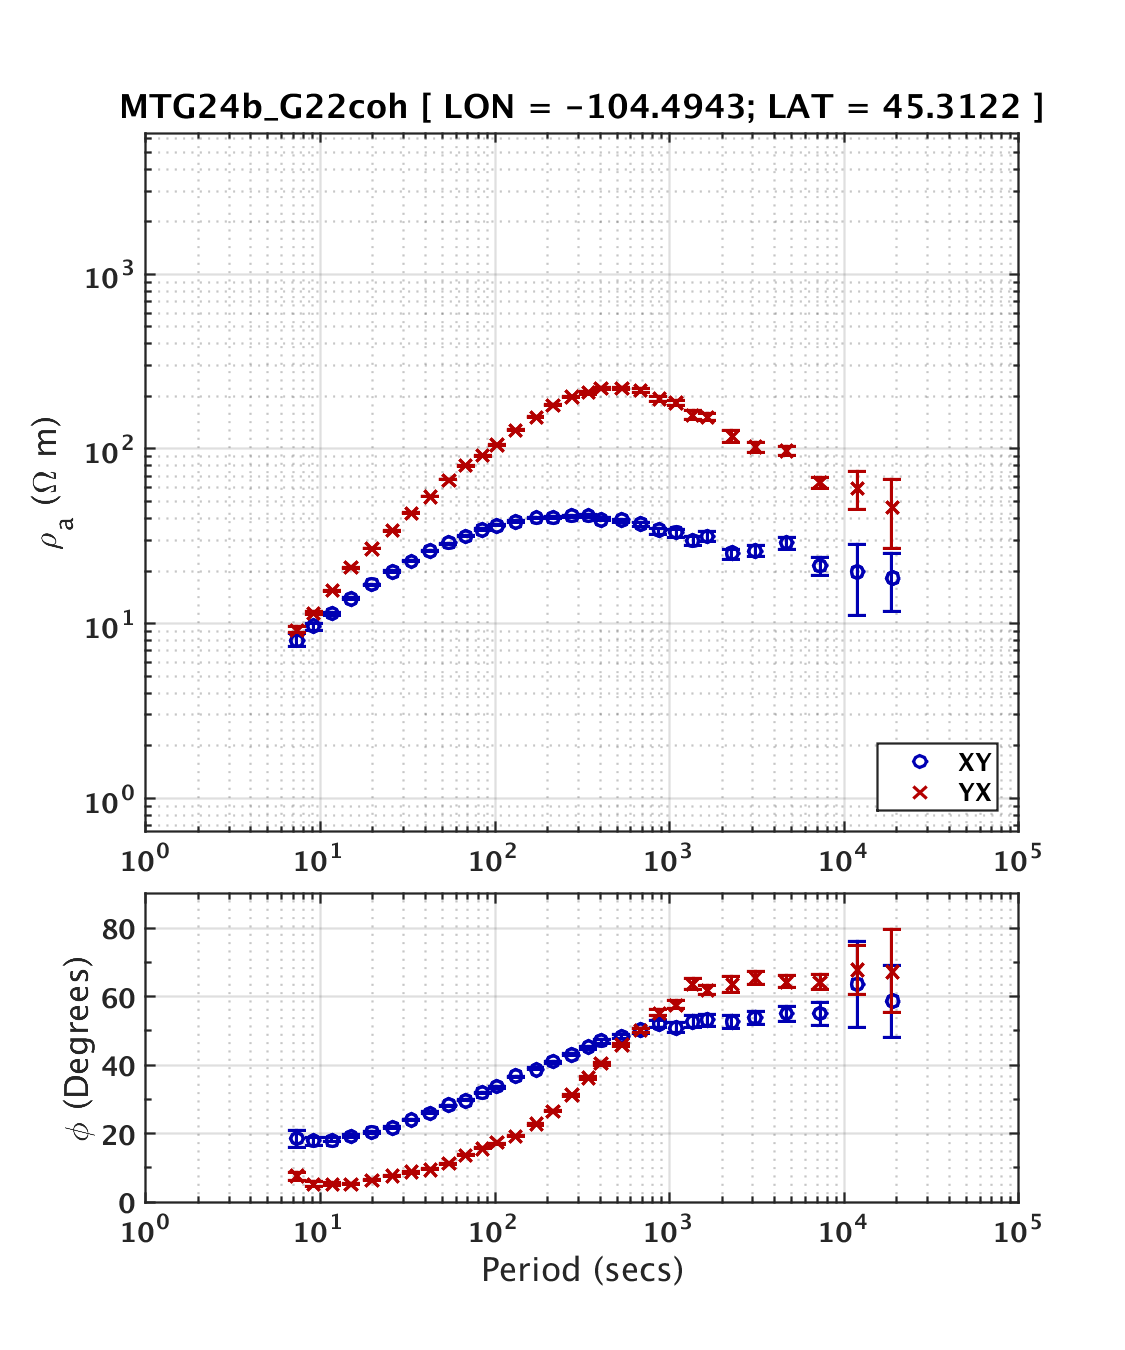 MTG24b_G22coh [ LON = -104.4943; LAT = 45.3122 ]
10³
10²
10¹
10⁰
ρₐ (Ω m)
XY
YX
10⁰ 10¹ 10² 10³ 10⁴ 10⁵
80
60
40
20
0
ϕ (Degrees)
10⁰ 10¹ 10² 10³ 10⁴ 10⁵
Period (secs)